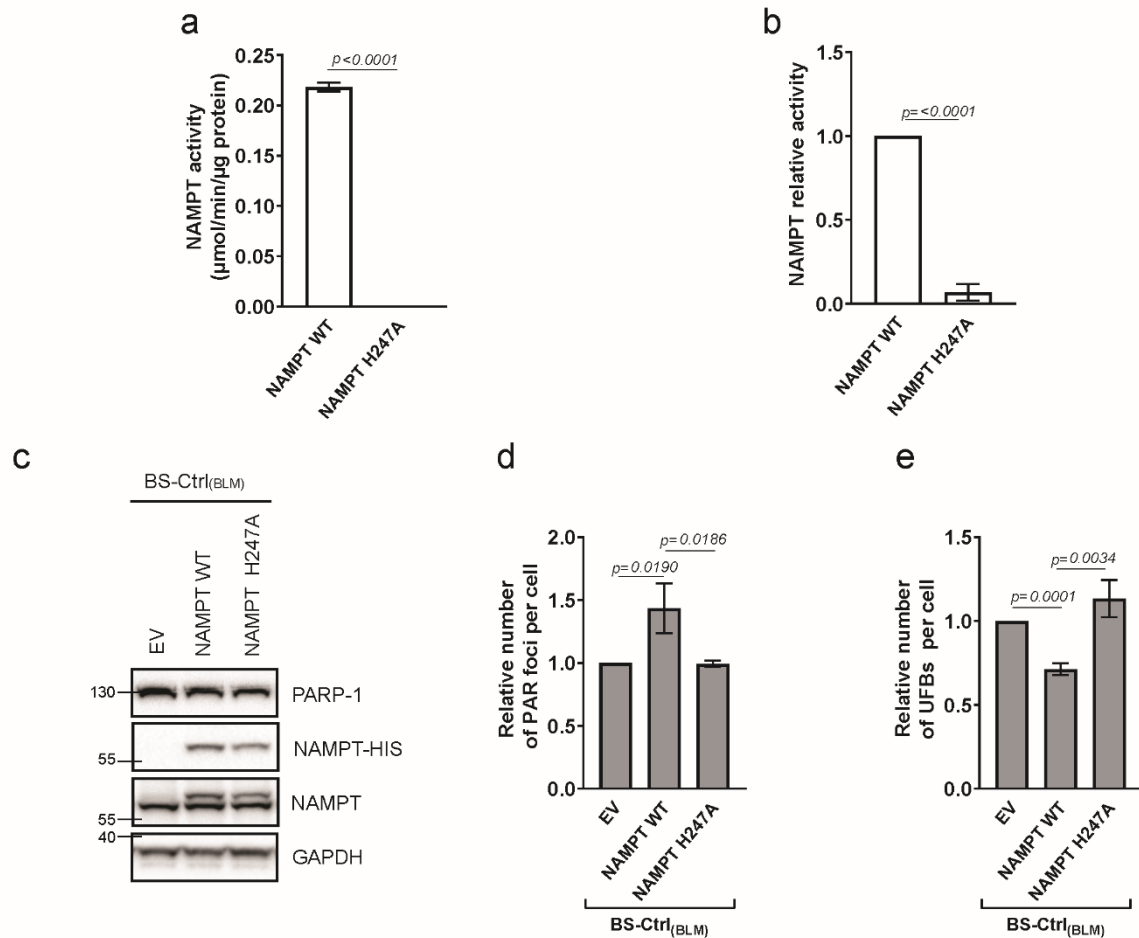 a
NAMPT activity
(µmol/min/µg protein)
0.25
0.20
0.15
0.10
0.05
0.00
p<0.0001
NAMPT WT
NAMPT H247A
b
NAMPT relative activity
1.5
1.0
0.5
0.0
p=<0.0001
NAMPT WT
NAMPT H247A
c
BS-Ctrl(BLM)
EV
NAMPT WT
NAMPT H247A
130
PARP-1
NAMPT-HIS
55
NAMPT
55
40
GAPDH
d
Relative number
of PAR foci per cell
2.0
1.5
1.0
0.5
0.0
p=0.0186
p=0.0190
EV
NAMPT WT
NAMPT H247A
BS-Ctrl(BLM)
e
Relative number
of UFBs per cell
1.5
1.0
0.5
0.0
p=0.0034
p=0.0001
EV
NAMPT WT
NAMPT H247A
BS-Ctrl(BLM)